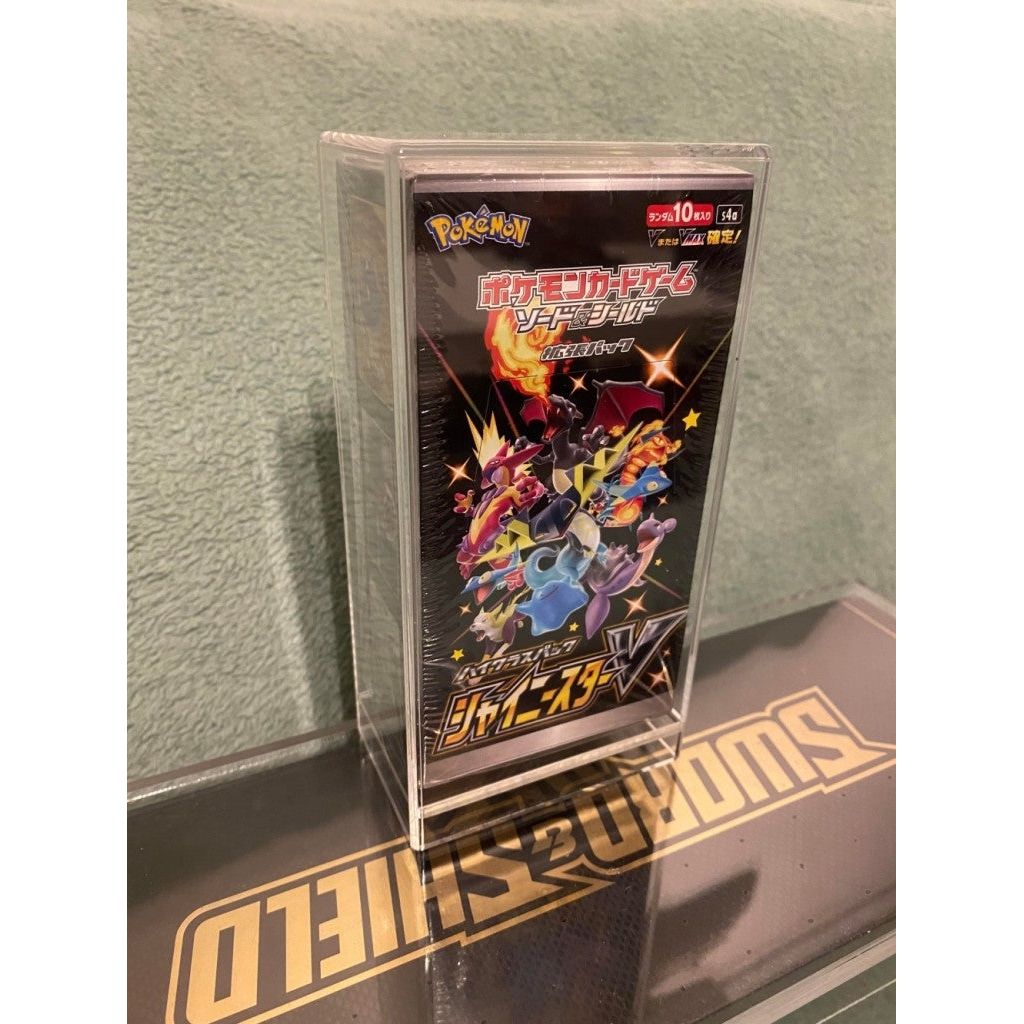 POKéMON
ランダム10枚入り S4a
VまたはVMAX確定!
ポケモンカードゲーム
ソード&シールド
拡張パック
ハイクラスパック
シャイニースターV
SWORD
&
SHIELD